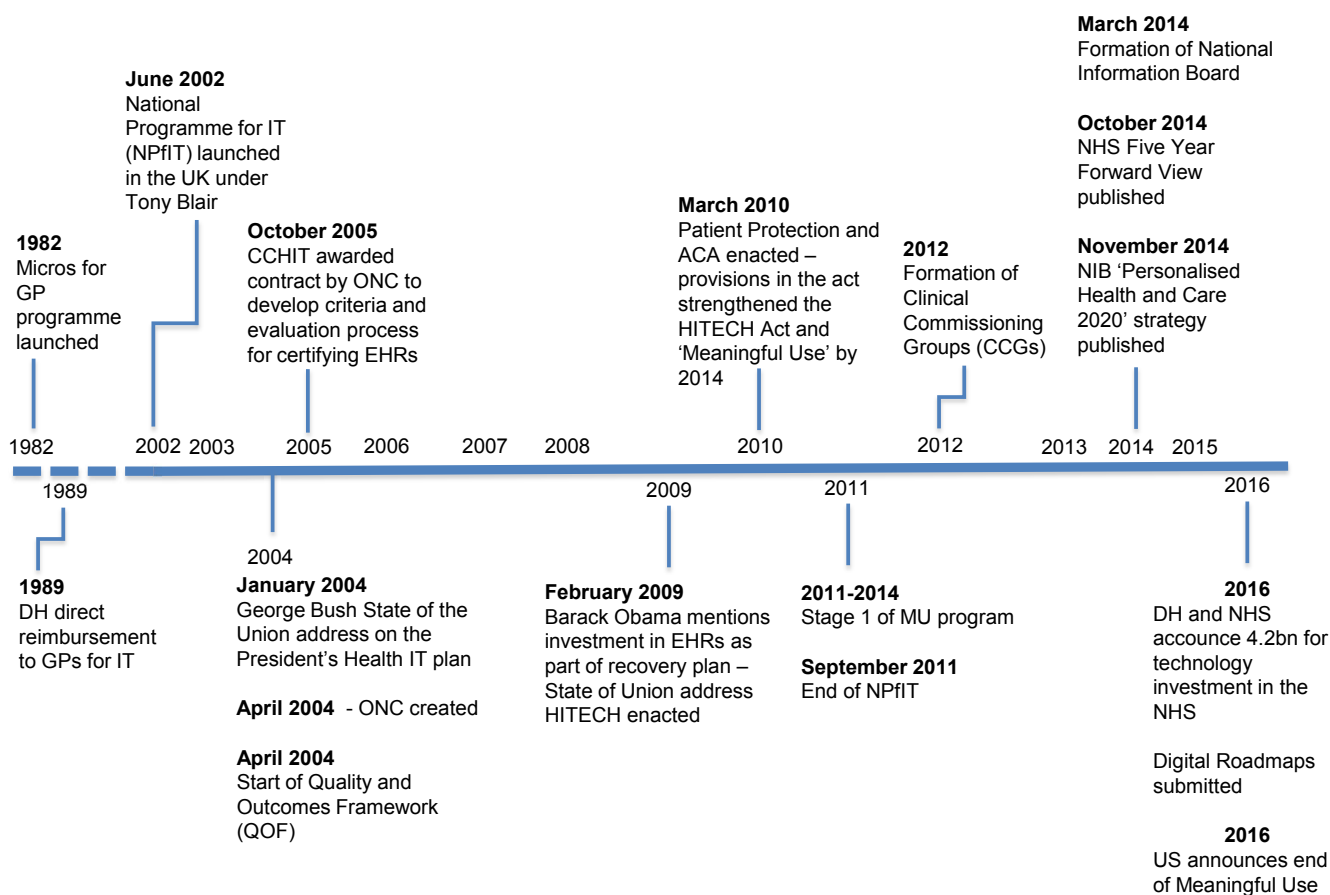 March 2014
Formation of National
Information Board
October 2014
NHS Five Year
Forward View
published
November 2014
NIB ‘Personalised
Health and Care
2020’ strategy
published
June 2002
National
Programme for IT
(NPfIT) launched
in the UK under
Tony Blair
1982
Micros for
GP
programme
launched
October 2005
CCHIT awarded
contract by ONC to
develop criteria and
evaluation process
for certifying EHRs
March 2010
Patient Protection and
ACA enacted –
provisions in the act
strengthened the
HITECH Act and
‘Meaningful Use’ by
2014
2012
Formation of
Clinical
Commissioning
Groups (CCGs)
1982
2002
2003
2005
2006
2007
2008
2010
2012
2013
2014
2015
1989
2004
2009
2011
2016
1989
DH direct
reimbursement
to GPs for IT
January 2004
George Bush State of the
Union address on the
President’s Health IT plan
April 2004 - ONC created
April 2004
Start of Quality and
Outcomes Framework
(QOF)
February 2009
Barack Obama mentions
investment in EHRs as
part of recovery plan –
State of Union address
HITECH enacted
2011-2014
Stage 1 of MU program
September 2011
End of NPfIT
2016
DH and NHS
accounce 4.2bn for
technology
investment in the
NHS
Digital Roadmaps
submitted
2016
US announces end
of Meaningful Use